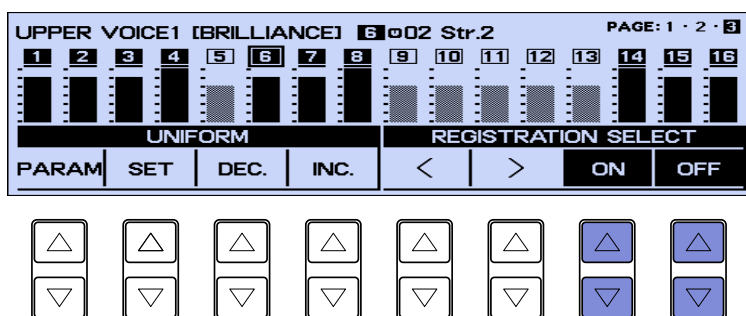 UPPER VOICE1 [BRILLIANCE] 6 02 Str.2 PAGE: 1 · 2 · 3
1 2 3 4 5 6 7 8 9 10 11 12 13 14 15 16
UNIFORM REGISTRATION SELECT
PARAM SET DEC. INC. < > ON OFF